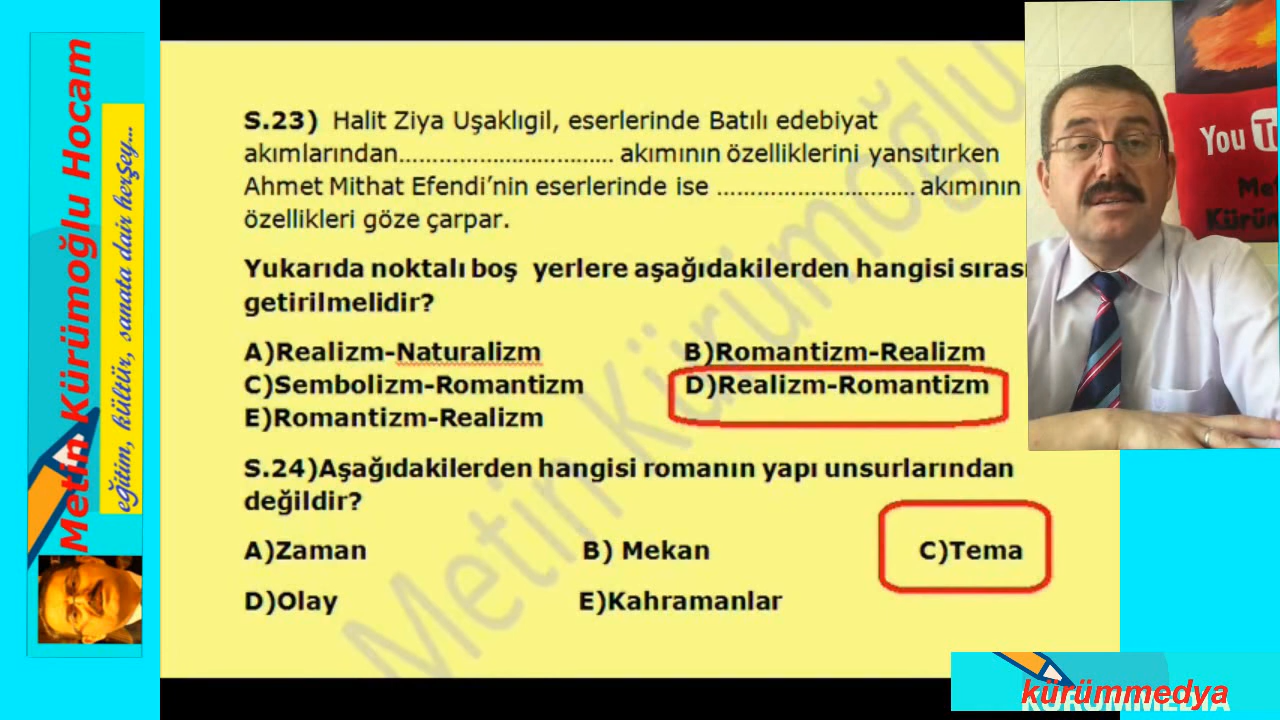 Metin Kürümoğlu Hocam
eğitim, kültür, sanata dair herşey...
S.23) Halit Ziya Uşaklıgil, eserlerinde Batılı edebiyat
akımlarından................................ akımının özelliklerini yansıtırken
Ahmet Mithat Efendi’nin eserlerinde ise .............................. akımının
özellikleri göze çarpar.
Yukarıda noktalı boş yerlere aşağıdakilerden hangisi
getirilmelidir?
A)Realizm-Naturalizm B)Romantizm-Realizm
C)Sembolizm-Romantizm D)Realizm-Romantizm
E)Romantizm-Realizm
S.24)Aşağıdakilerden hangisi romanın yapı unsurlarından
değildir?
A)Zaman B) Mekan C)Tema
D)Olay E)Kahramanlar
Metin Kürümoğlu
You
kürümmedya